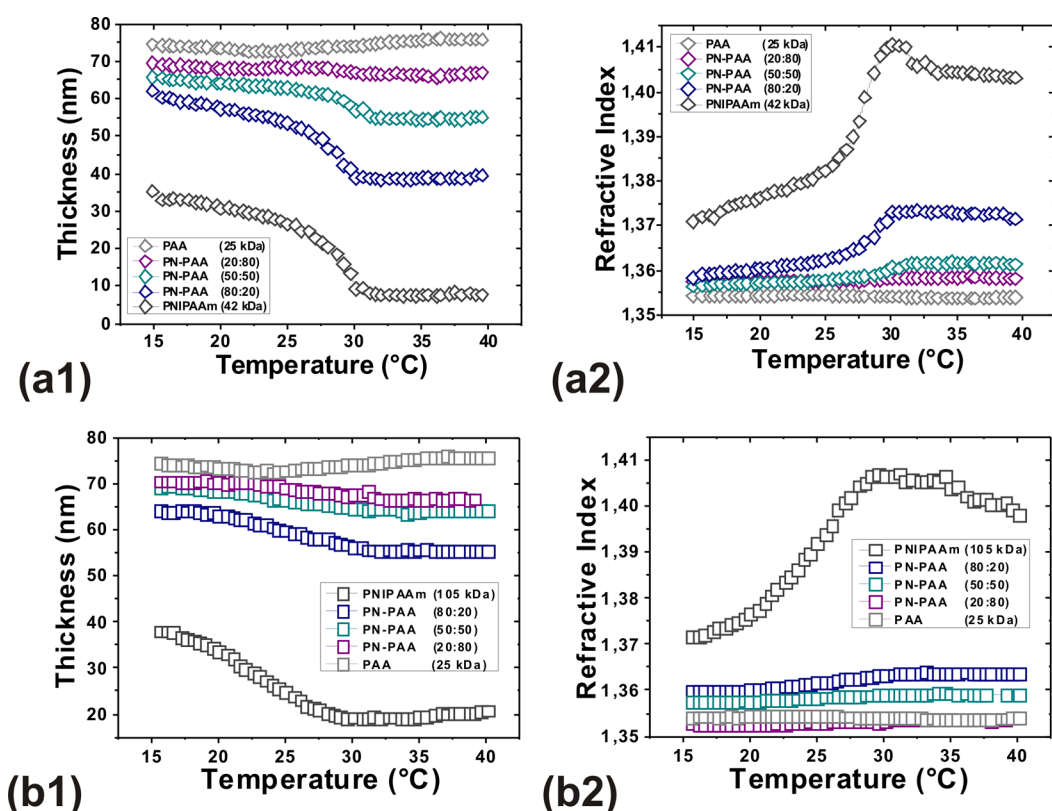 80
70
60
50
40
30
20
10
0
Thickness (nm)
PAA (25 kDa)
PN-PAA (20:80)
PN-PAA (50:50)
PN-PAA (80:20)
PNIPAAm (42 kDa)
15 20 25 30 35 40
Temperature (°C)
(a1)
1,41
1,40
1,39
1,38
1,37
1,36
1,35
Refractive Index
PAA (25 kDa)
PN-PAA (20:80)
PN-PAA (50:50)
PN-PAA (80:20)
PNIPAAm (42 kDa)
15 20 25 30 35 40
Temperature (°C)
(a2)
80
70
60
50
40
30
20
Thickness (nm)
PNIPAAm (105 kDa)
PN-PAA (80:20)
PN-PAA (50:50)
PN-PAA (20:80)
PAA (25 kDa)
15 20 25 30 35 40
Temperature (°C)
(b1)
1,41
1,40
1,39
1,38
1,37
1,36
1,35
Refractive Index
PNIPAAm (105 kDa)
PN-PAA (80:20)
PN-PAA (50:50)
PN-PAA (20:80)
PAA (25 kDa)
15 20 25 30 35 40
Temperature (°C)
(b2)